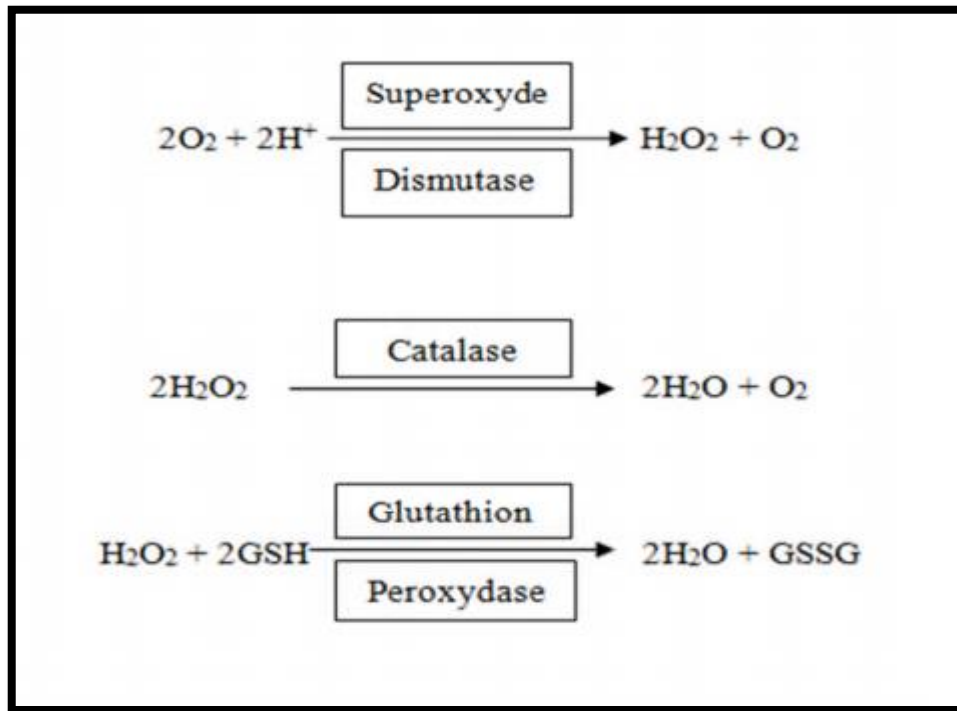 Superoxyde
2O₂ + 2H⁺ → H₂O₂ + O₂
Dismutase
Catalase
2H₂O₂ → 2H₂O + O₂
Glutathion
H₂O₂ + 2GSH → 2H₂O + GSSG
Peroxydase